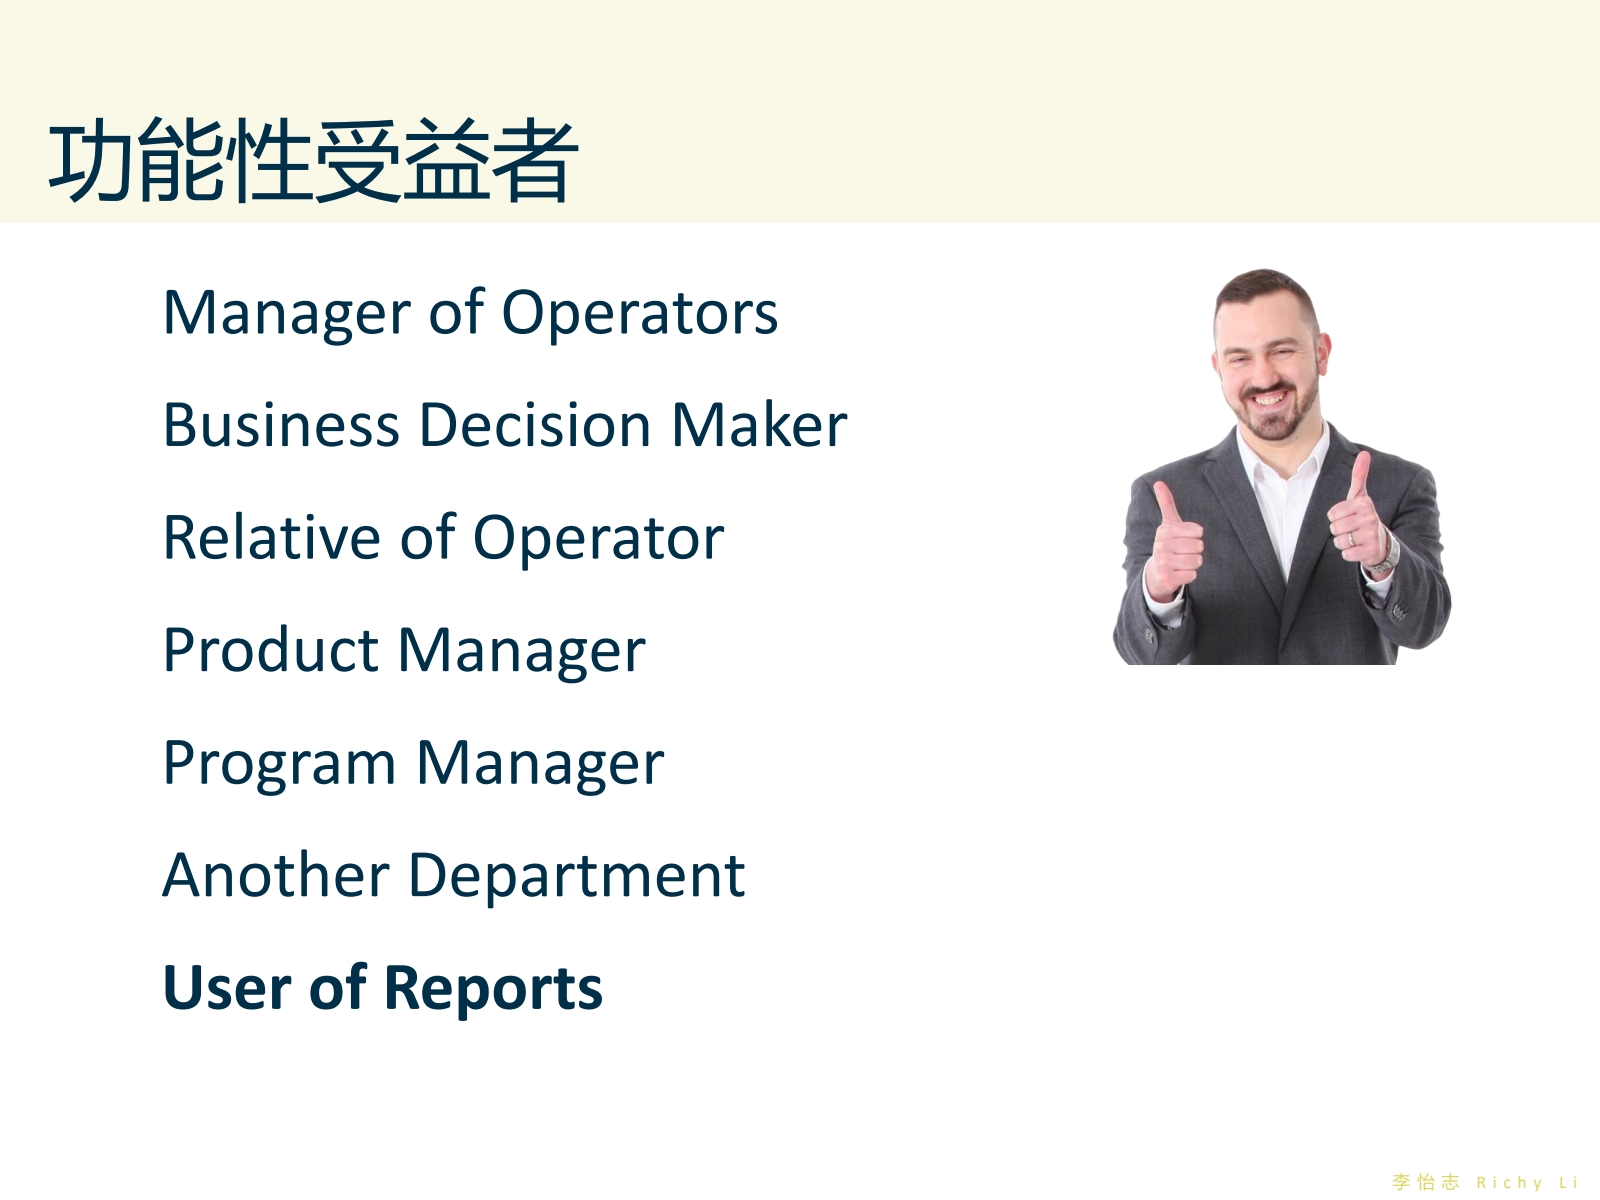 功能性受益者
Manager of Operators
Business Decision Maker
Relative of Operator
Product Manager
Program Manager
Another Department
User of Reports
李怡志 Richy Li